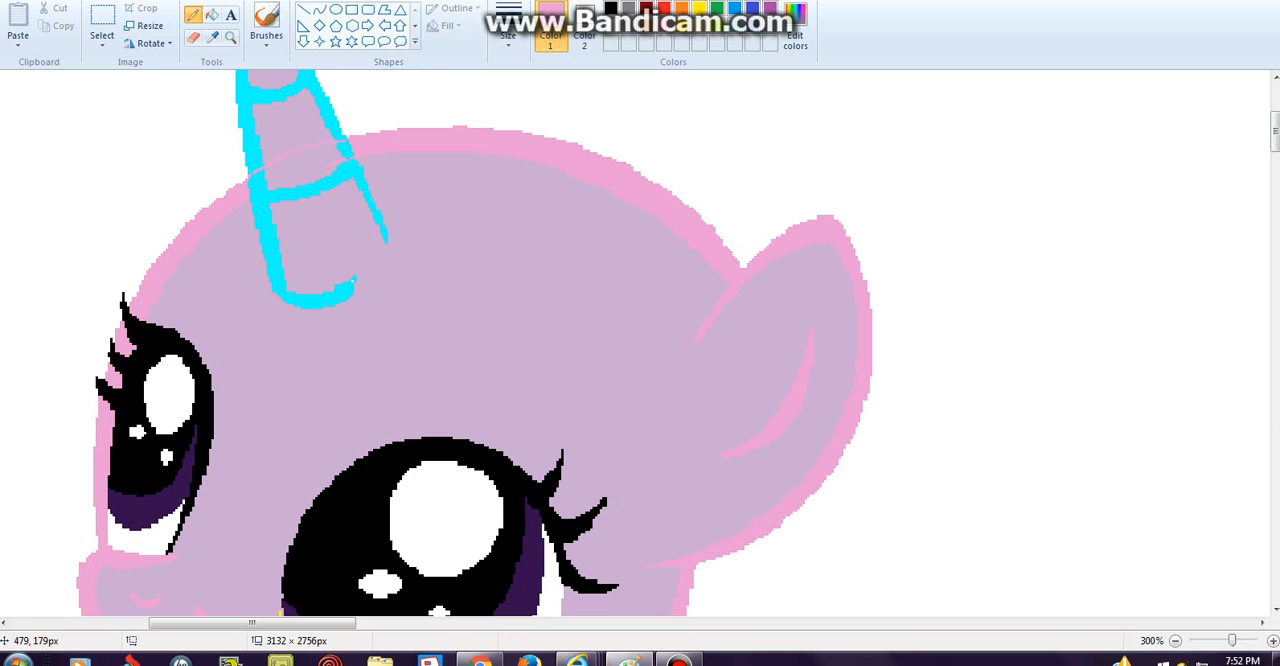 www.Bandicam.com
Paste
Cut
Copy
Clipboard
Select
Crop
Resize
Rotate
Image
A
Tools
Brushes
Outline
Fill
Shapes
Size
Color
1
Color
2
Edit
colors
Colors
479, 179px
3132 × 2756px
300%
7:52 PM